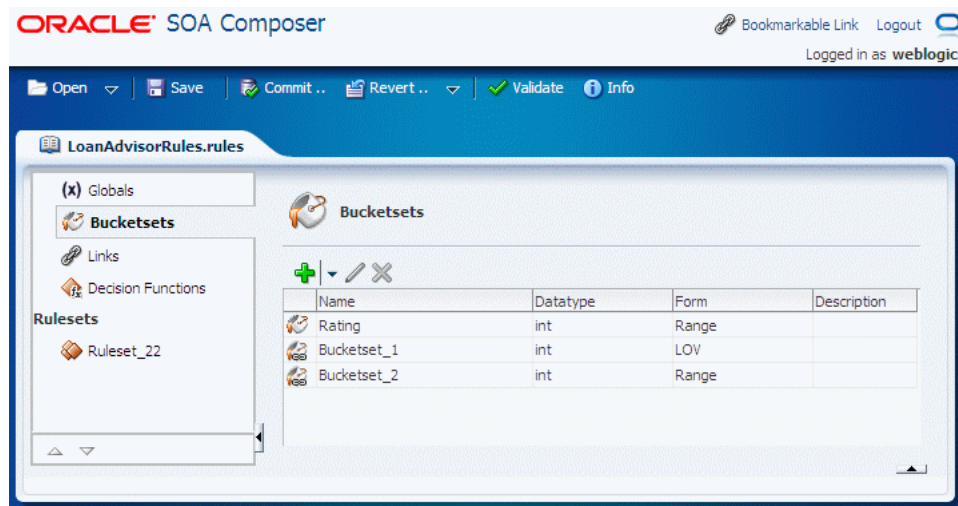 ORACLE SOA Composer
Bookmarkable Link Logout
Logged in as weblogic
Open Save Commit .. Revert .. Validate Info
LoanAdvisorRules.rules
(x) Globals
Bucketsets
Links
Decision Functions
Rulesets
Ruleset_22
Bucketsets
Name Datatype Form Description
Rating int Range
Bucketset_1 int LOV
Bucketset_2 int Range